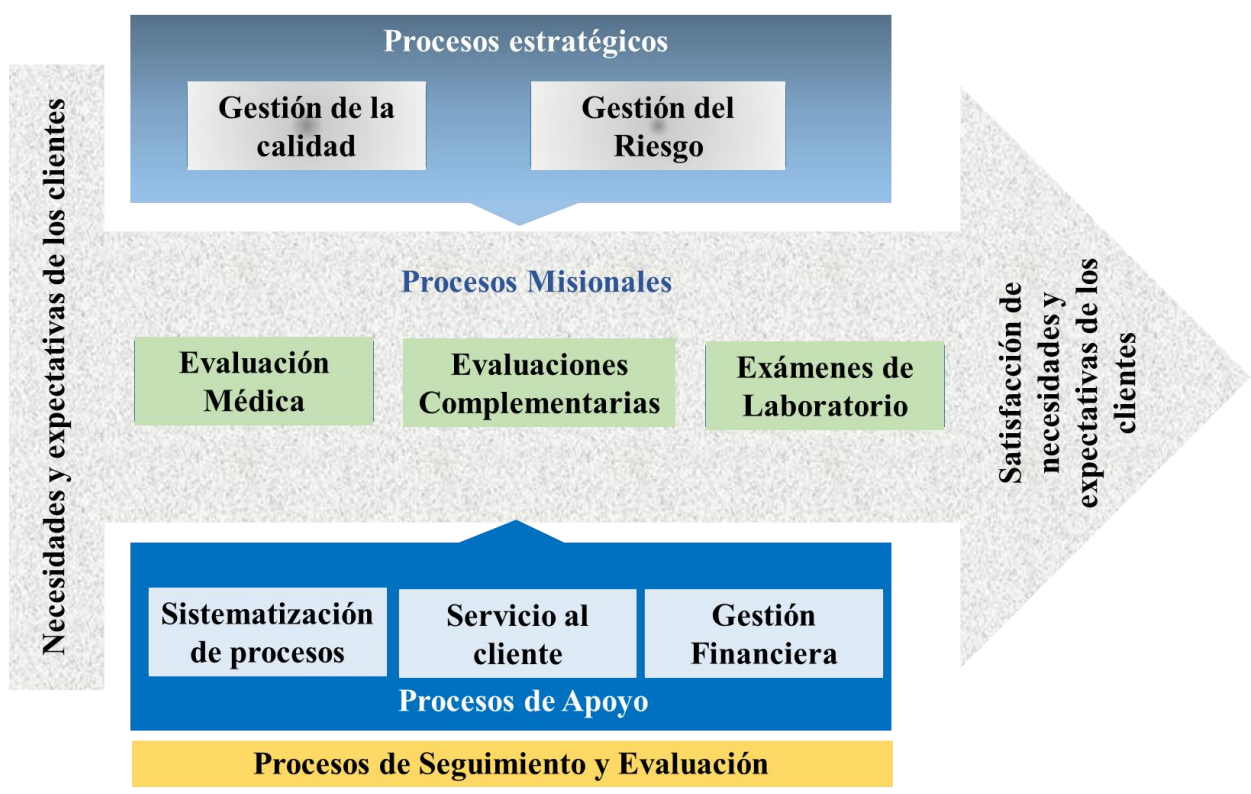 Procesos estratégicos
Gestión de la
calidad
Gestión del
Riesgo
Necesidades y expectativas de los clientes
Procesos Misionales
Evaluación
Médica
Evaluaciones
Complementarias
Exámenes de
Laboratorio
Satisfacción de
necesidades y
expectativas de los
clientes
Sistematización
de procesos
Servicio al
cliente
Gestión
Financiera
Procesos de Apoyo
Procesos de Seguimiento y Evaluación